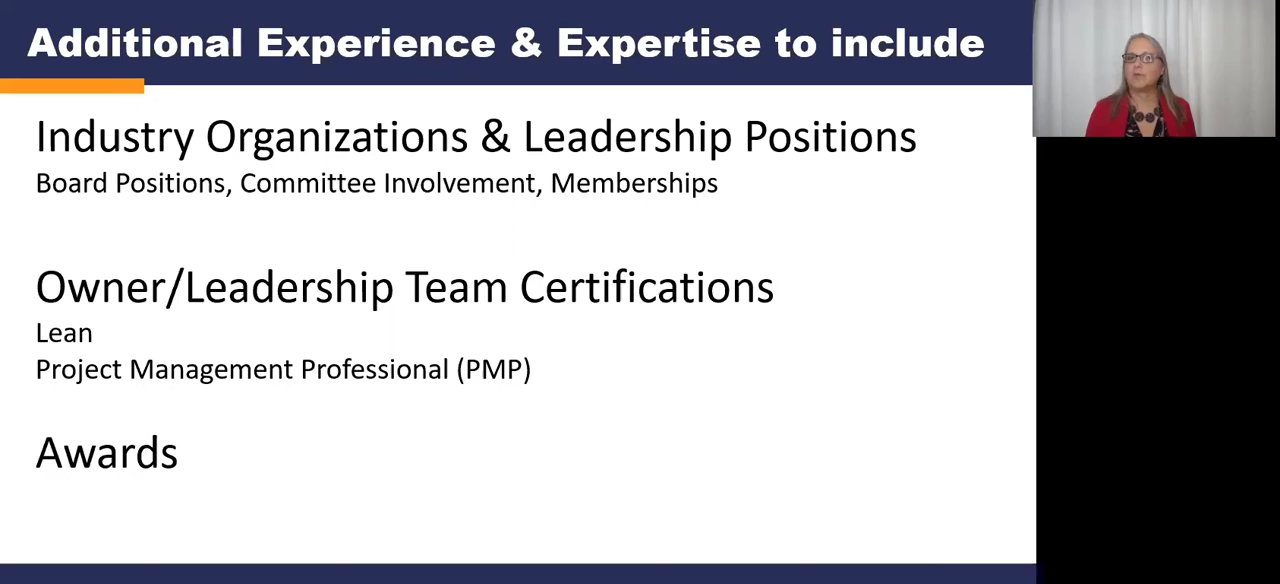 Additional Experience & Expertise to include
Industry Organizations & Leadership Positions
Board Positions, Committee Involvement, Memberships
Owner/Leadership Team Certifications
Lean
Project Management Professional (PMP)
Awards